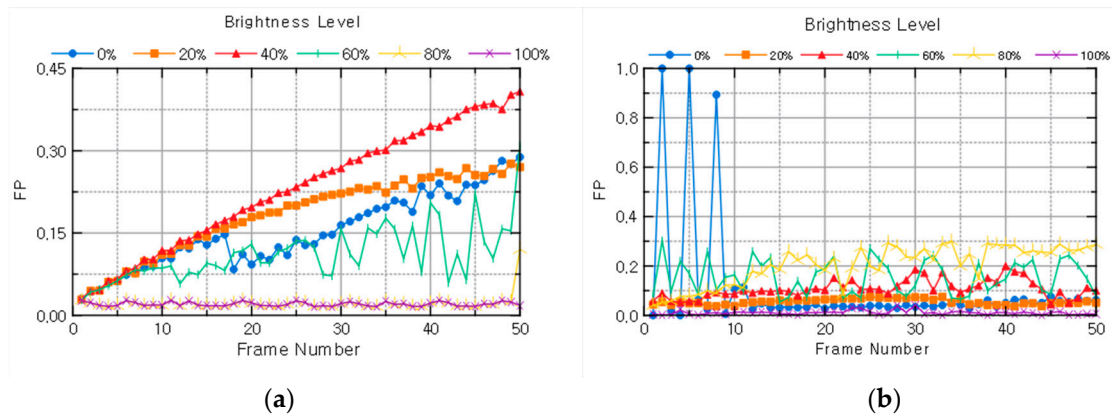 Brightness Level
0% 20% 40% 60% 80% 100%
0.45
0.30
0.15
0.00
FP
0 10 20 30 40 50
Frame Number
(a)
Brightness Level
0% 20% 40% 60% 80% 100%
1.0
0.8
0.6
0.4
0.2
0.0
FP
0 10 20 30 40 50
Frame Number
(b)